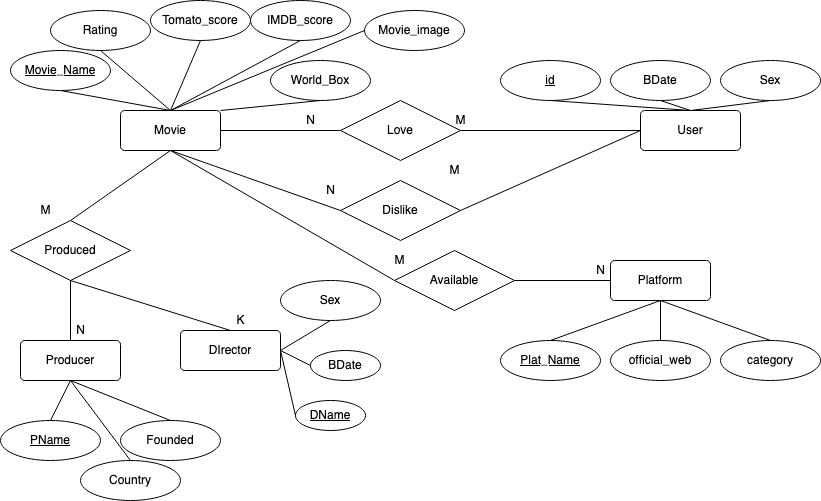 Tomato_score
IMDB_score
Rating
Movie_image
Movie_Name
World_Box
id
BDate
Sex
Movie
N
Love
M
User
M
N
Dislike
M
Produced
M
Available
N
Platform
Sex
K
N
DIrector
Producer
BDate
Plat_Name
official_web
category
DName
PName
Founded
Country